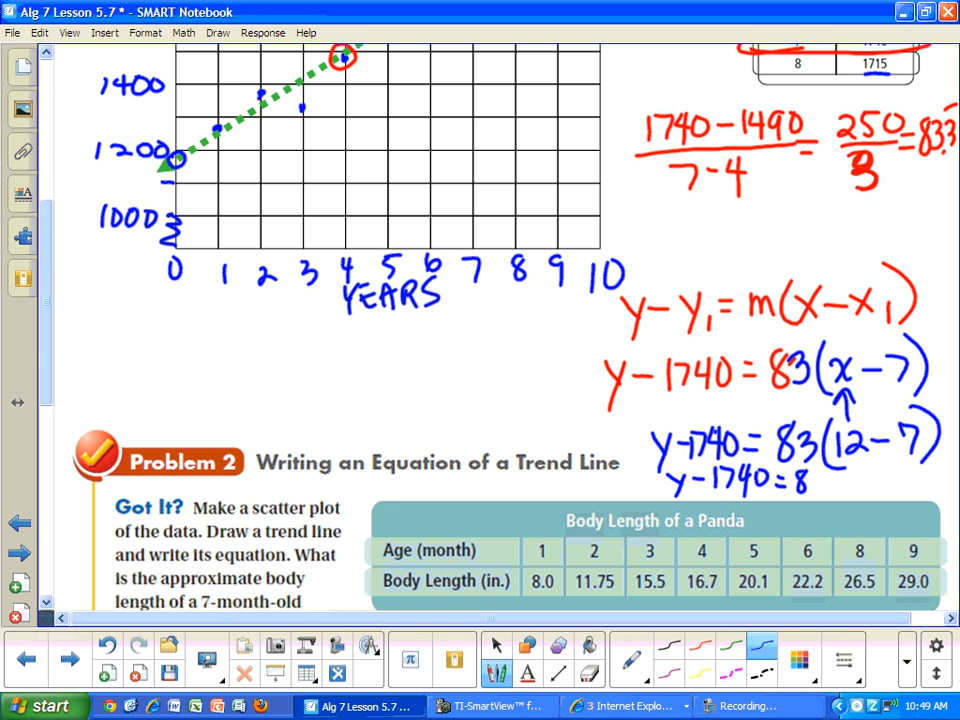 Alg 7 Lesson 5.7 * - SMART Notebook
File Edit View Insert Format Math Draw Response Help
1400
1200
1000
0 1 2 3 4 5 6 7 8 9 10
YEARS
8 1715
1740 - 1490 / 7 - 4 = 250 / 3 = 83.3
y - y₁ = m(x - x₁)
y - 1740 = 83(x - 7)
y - 1740 = 83(12 - 7)
y - 1740 = 8
Problem 2 Writing an Equation of a Trend Line
Got It? Make a scatter plot
of the data. Draw a trend line
and write its equation. What
is the approximate body
length of a 7-month-old
Body Length of a Panda
Age (month) 1 2 3 4 5 6 8 9
Body Length (in.) 8.0 11.75 15.5 16.7 20.1 22.2 26.5 29.0
start
Alg 7 Lesson 5.7 ...
TI-SmartView™ f...
3 Internet Explo...
Recording...
10:49 AM